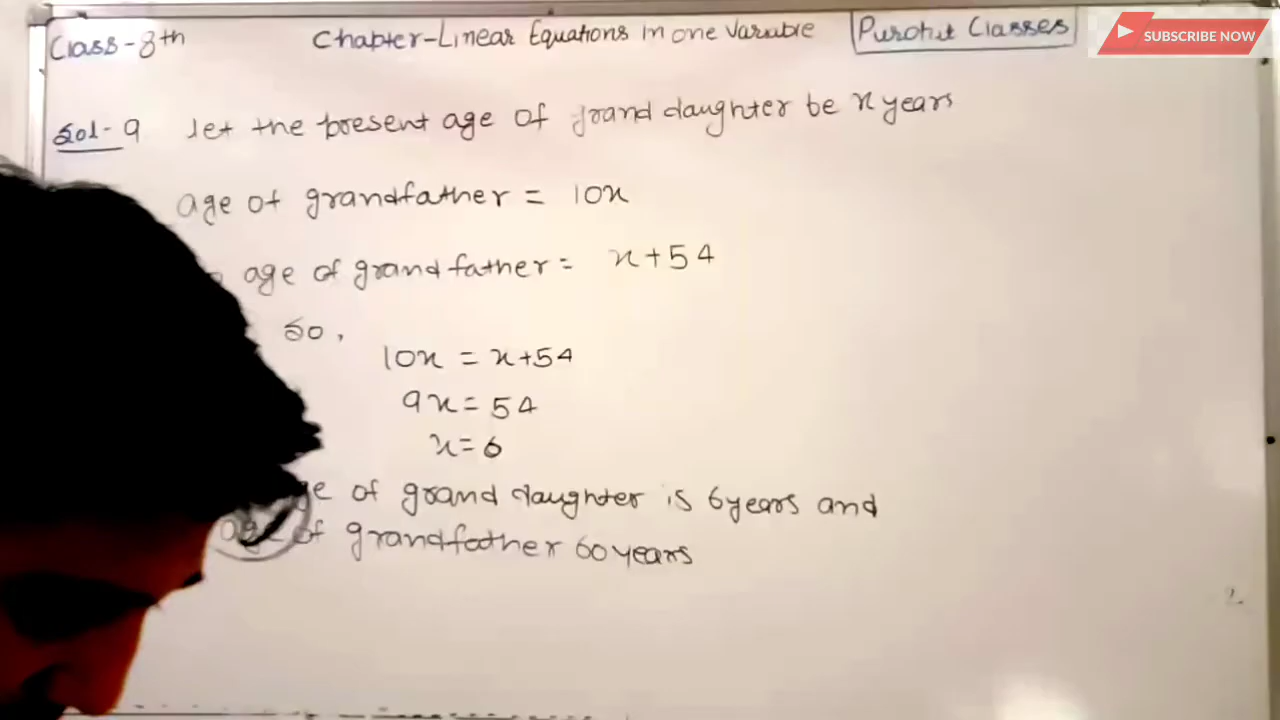 Class-8th Chapter-Linear Equations in one variable Purohit Classes
SUBSCRIBE NOW
Sol-9 let the present age of grand daughter be x years
age of grandfather = 10x
age of grandfather = x+54
So,
10x = x+54
9x = 54
x=6
of grand daughter is 6 years and
age of grandfather 60 years